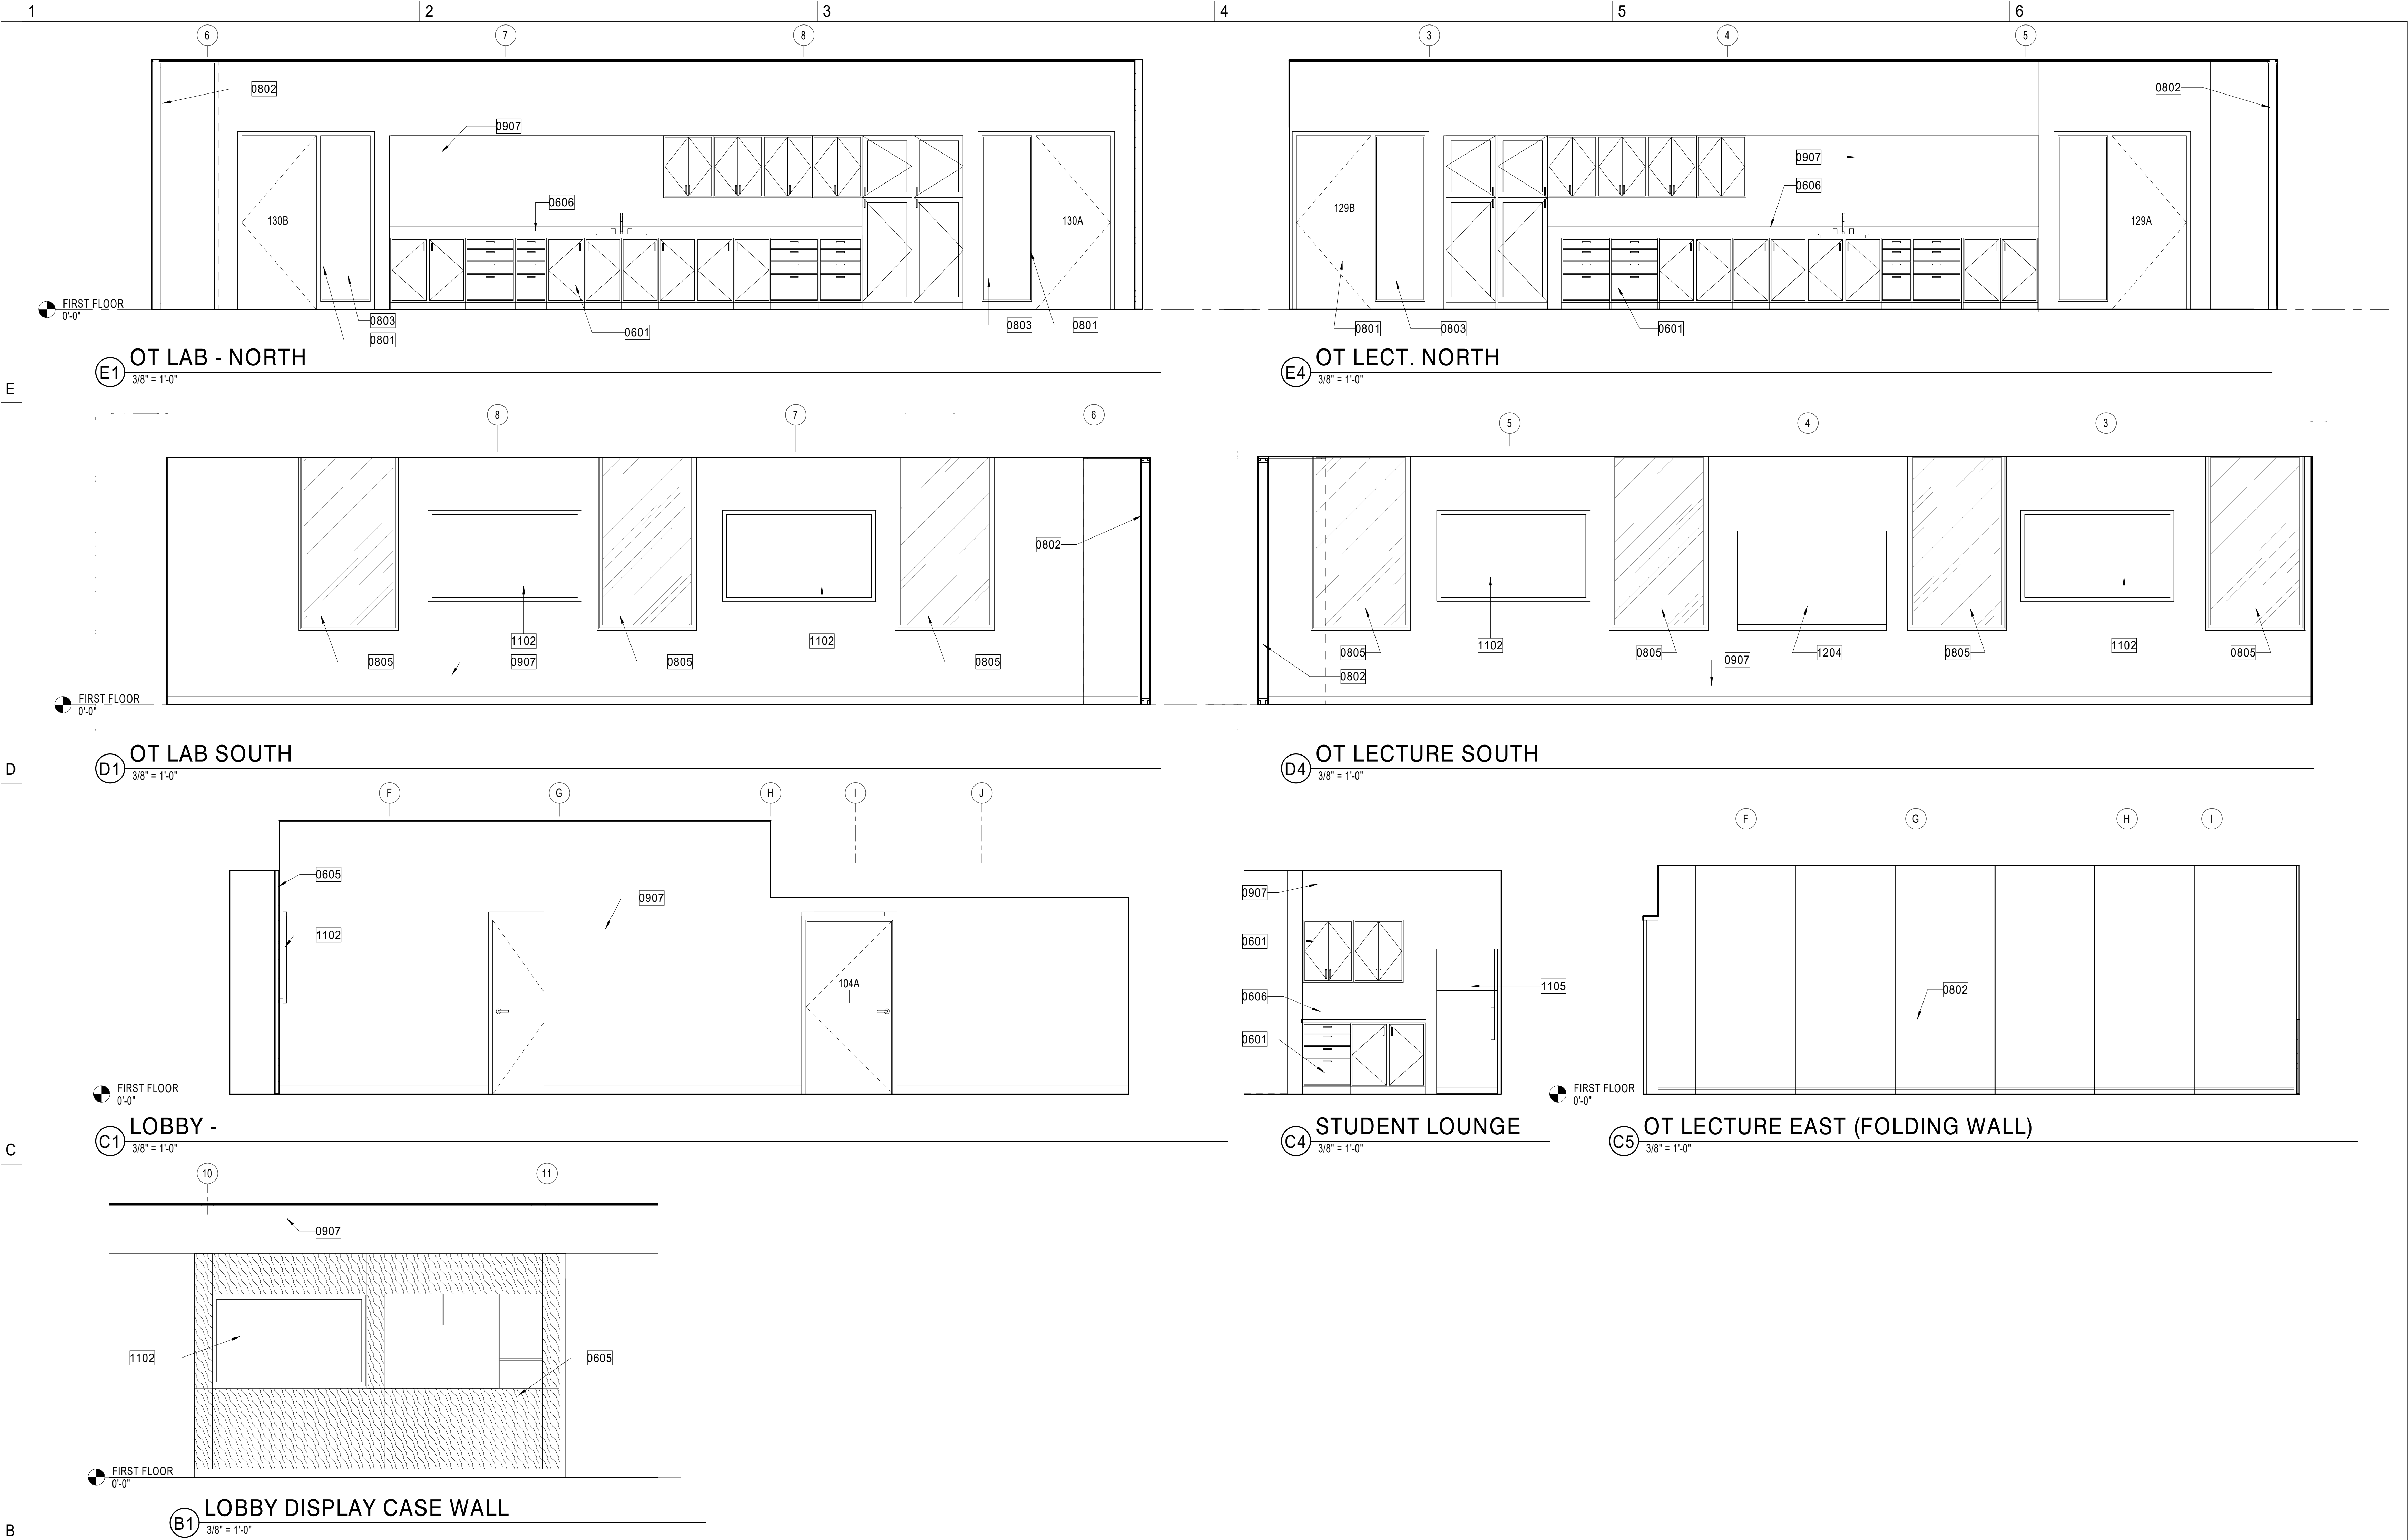 1
2
3
4
5
6
6
7
8
3
4
5
0802
0802
0907
0907
0606
0606
130B
130A
129B
129A
FIRST FLOOR
0'-0"
0803
0801
0601
0803
0801
0801
0803
0601
E1
OT LAB - NORTH
3/8" = 1'-0"
E4
OT LECT. NORTH
3/8" = 1'-0"
E
8
7
6
5
4
3
0802
1102
1102
0805
0907
0805
0805
1102
1102
0805
0805
1204
0907
0805
0805
0802
FIRST FLOOR
0'-0"
D1
OT LAB SOUTH
3/8" = 1'-0"
D4
OT LECTURE SOUTH
3/8" = 1'-0"
D
F
G
H
I
J
F
G
H
I
0605
0907
1102
104A
0907
0601
0606
1105
0601
0802
FIRST FLOOR
0'-0"
FIRST FLOOR
0'-0"
C1
LOBBY -
3/8" = 1'-0"
C4
STUDENT LOUNGE
3/8" = 1'-0"
C5
OT LECTURE EAST (FOLDING WALL)
3/8" = 1'-0"
C
10
11
0907
1102
0605
FIRST FLOOR
0'-0"
B1
LOBBY DISPLAY CASE WALL
3/8" = 1'-0"
B